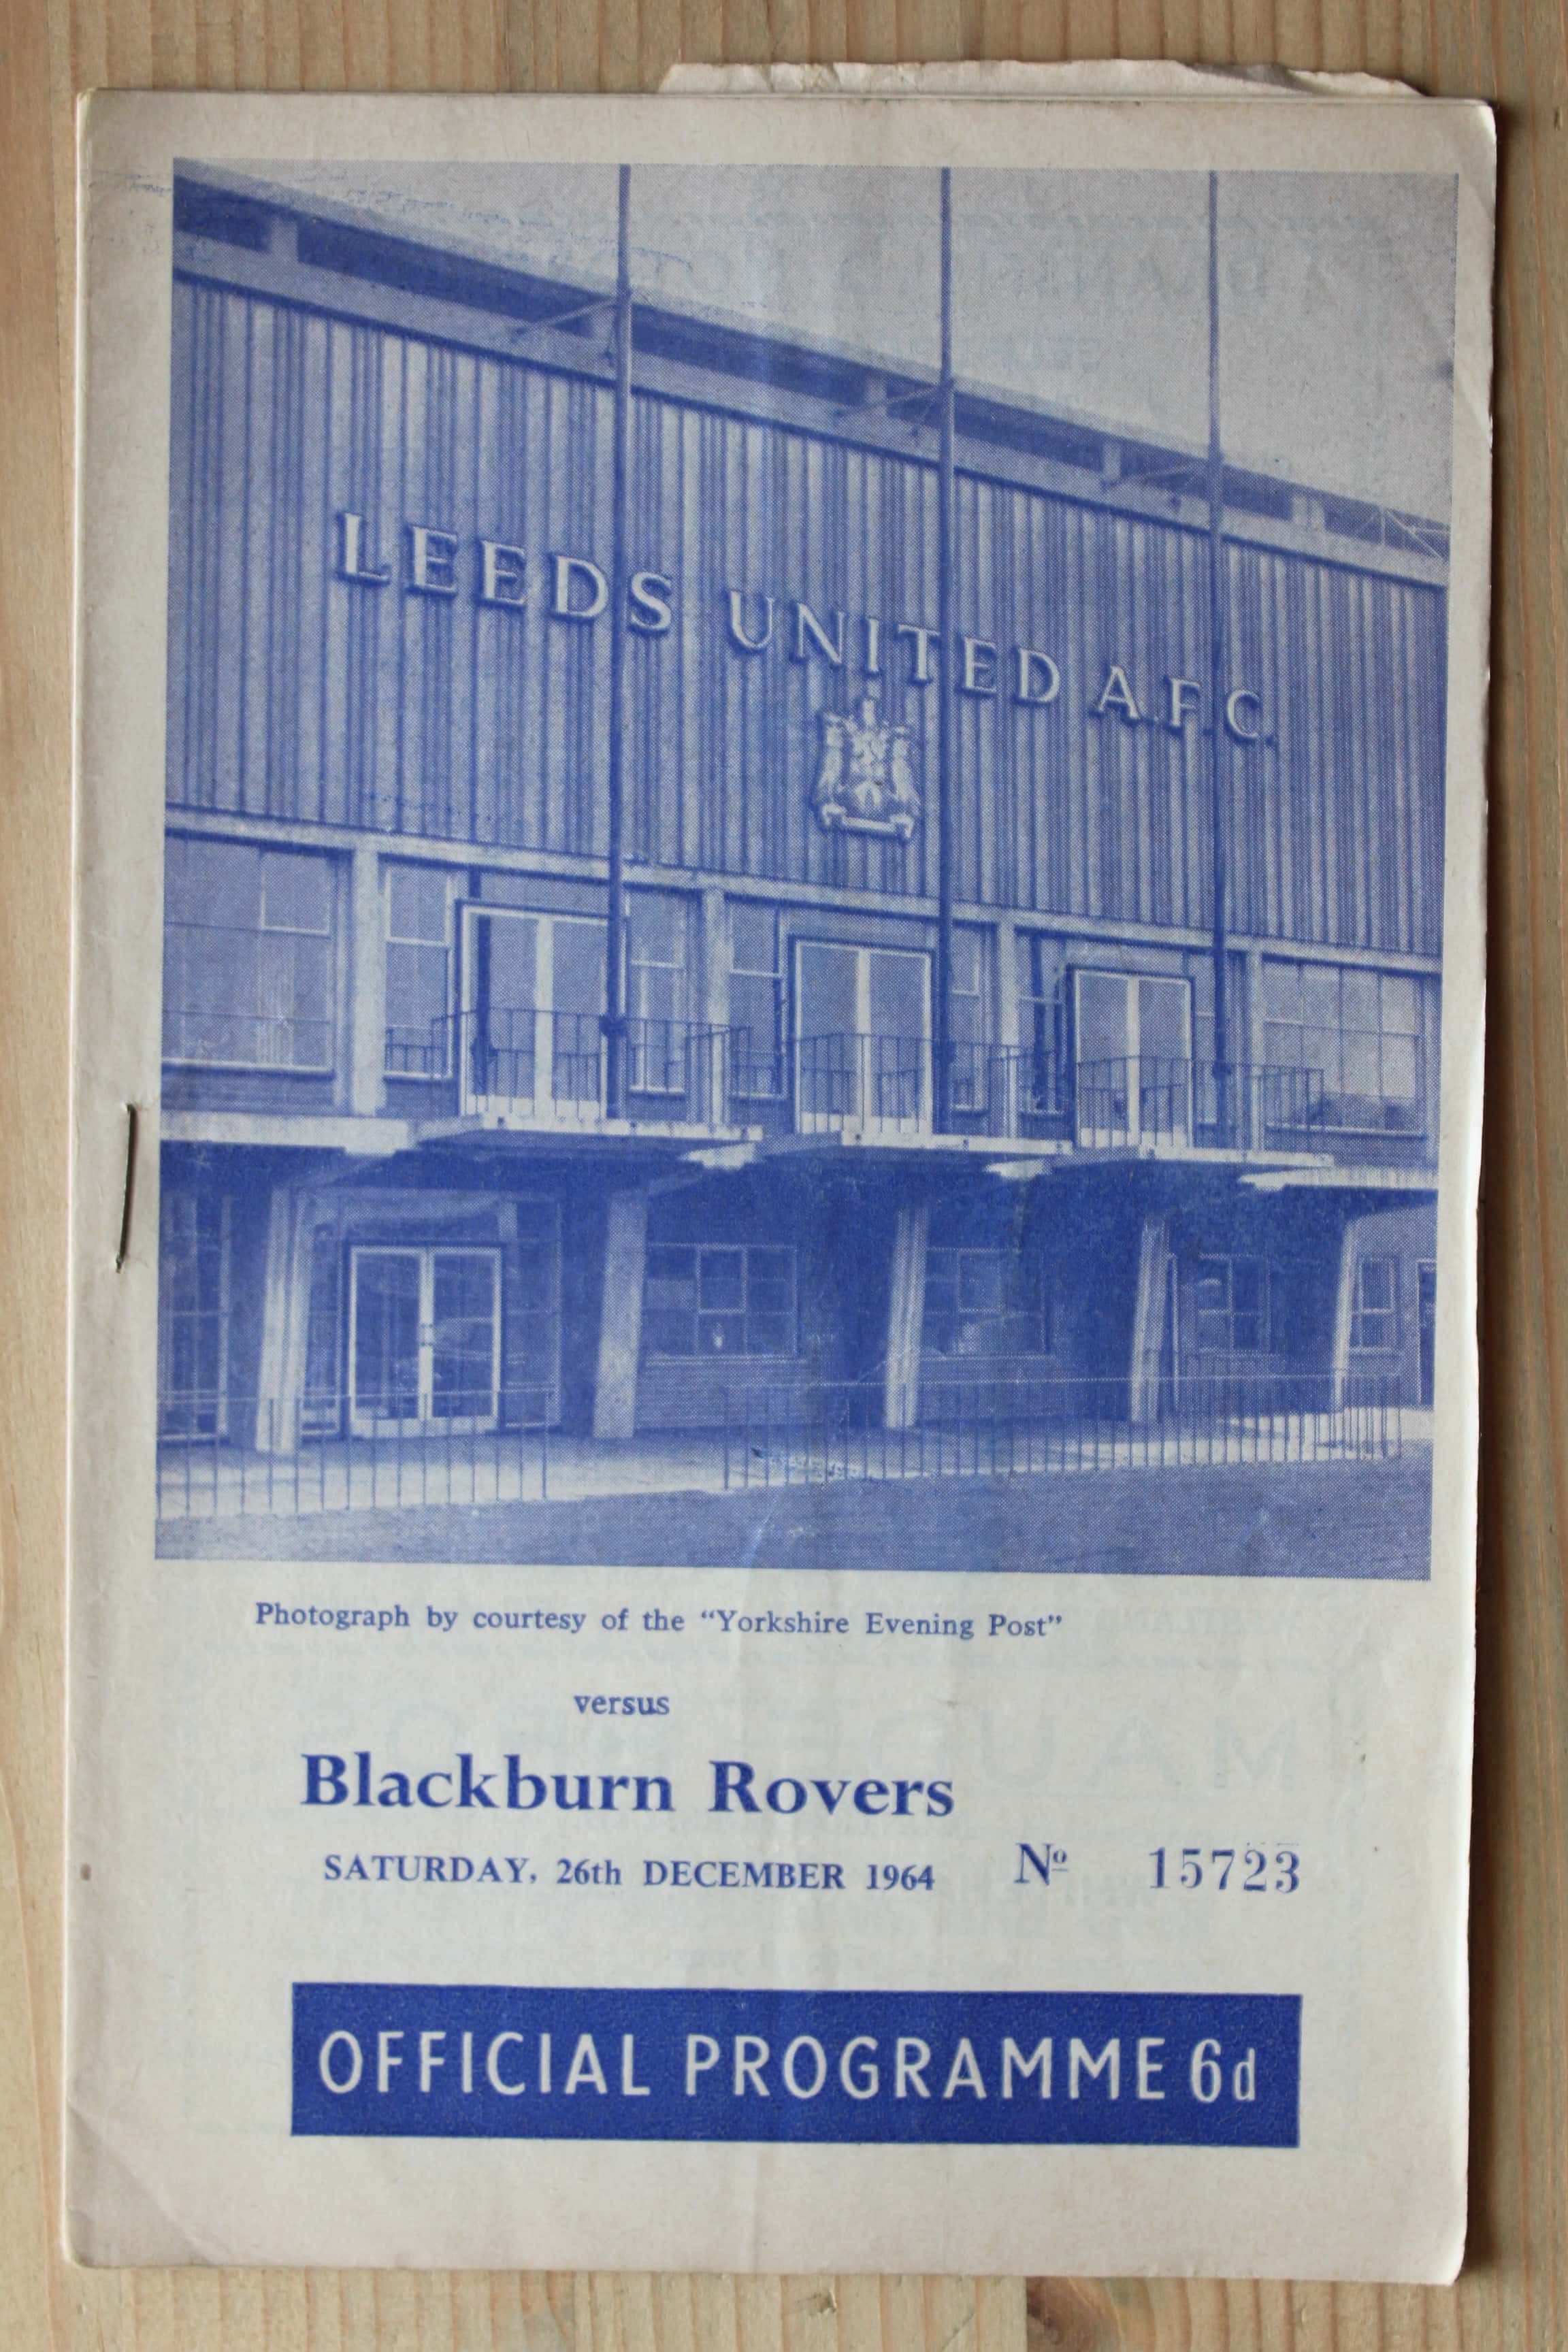 LEEDS UNITED A.F.C.
Photograph by courtesy of the “Yorkshire Evening Post”
versus
Blackburn Rovers
SATURDAY, 26th DECEMBER 1964 Nº 15723
OFFICIAL PROGRAMME 6d